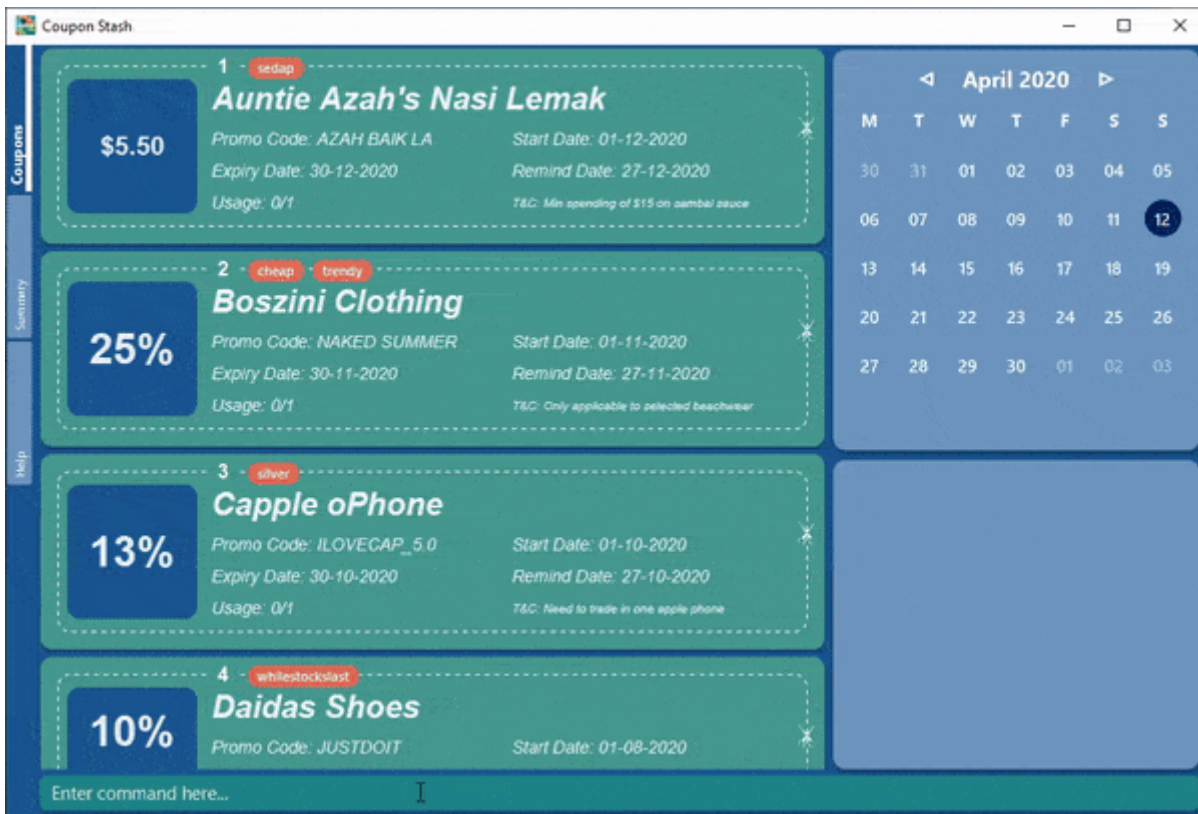 Coupon Stash
Coupons
Summary
Help
1 sedap
Auntie Azah's Nasi Lemak
$5.50
Promo Code: AZAH BAIK LA Start Date: 01-12-2020
Expiry Date: 30-12-2020 Remind Date: 27-12-2020
Usage: 0/1 T&C: Min spending of $15 on sambal sauce
2 cheap trendy
Boszini Clothing
25%
Promo Code: NAKED SUMMER Start Date: 01-11-2020
Expiry Date: 30-11-2020 Remind Date: 27-11-2020
Usage: 0/1 T&C: Only applicable to selected beachwear
3 silver
Capple oPhone
13%
Promo Code: ILOVECAP_5.0 Start Date: 01-10-2020
Expiry Date: 30-10-2020 Remind Date: 27-10-2020
Usage: 0/1 T&C: Need to trade in one apple phone
4 whilestockslast
Daidas Shoes
10%
Promo Code: JUSTDOIT Start Date: 01-08-2020
April 2020
M T W T F S S
30 31 01 02 03 04 05
06 07 08 09 10 11 12
13 14 15 16 17 18 19
20 21 22 23 24 25 26
27 28 29 30 01 02 03
Enter command here...